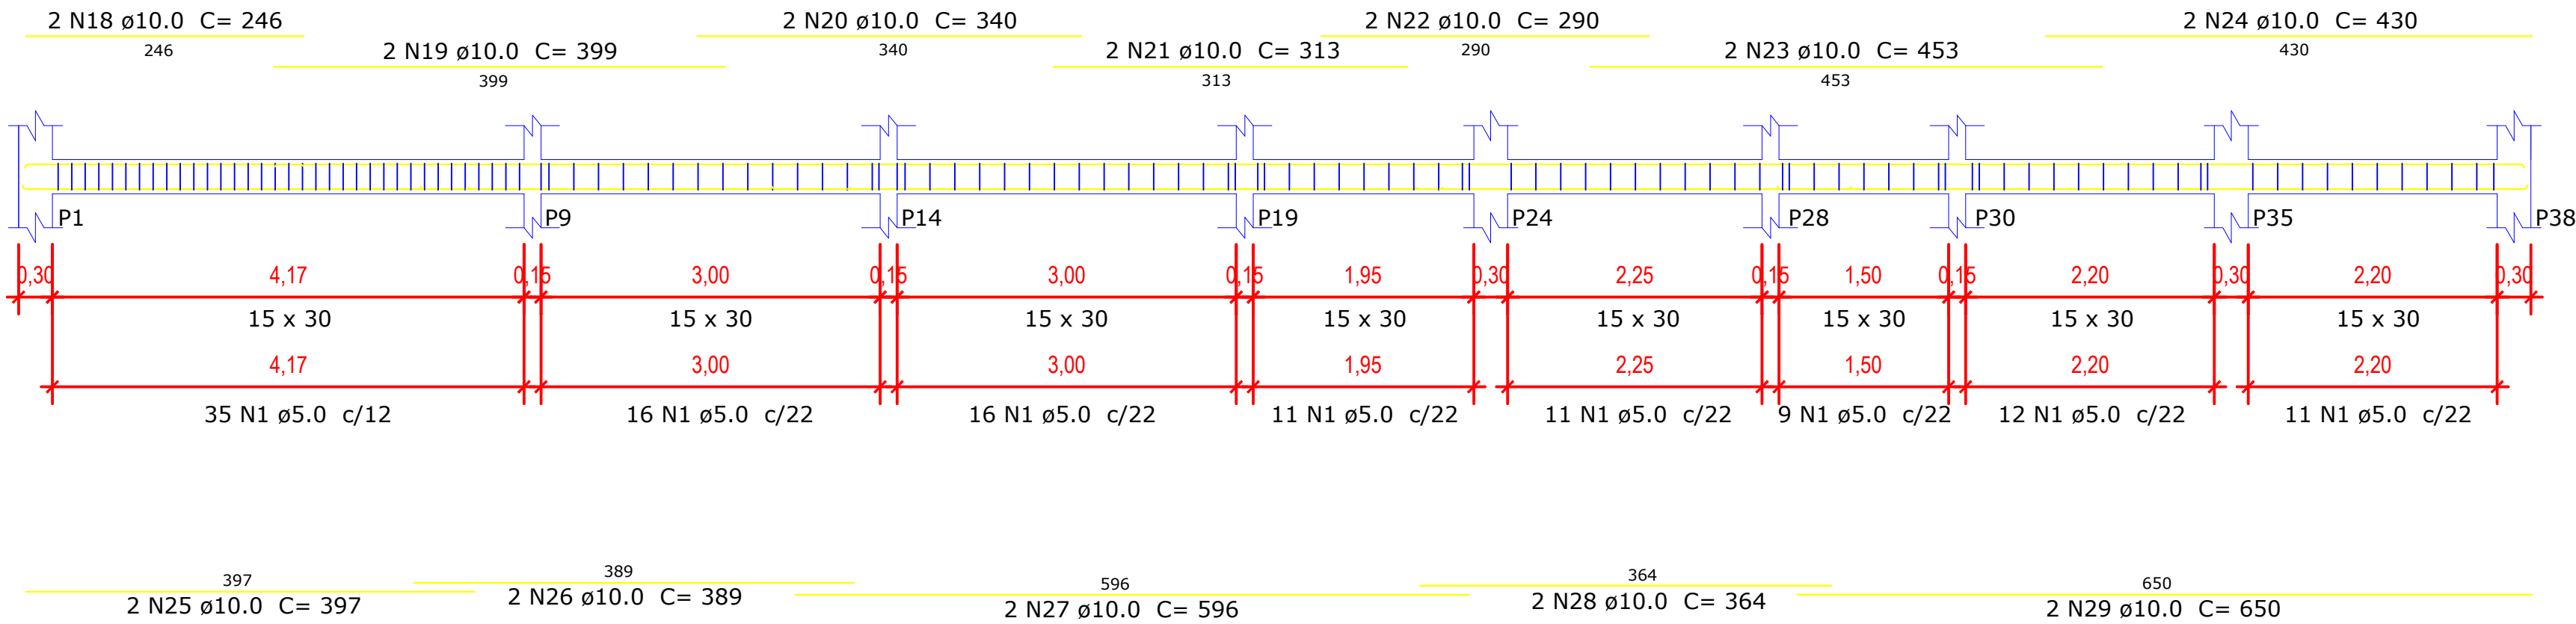 2 N18 ø10.0 C= 246
2 N20 ø10.0 C= 340
2 N22 ø10.0 C= 290
2 N24 ø10.0 C= 430
246
2 N19 ø10.0 C= 399
340
2 N21 ø10.0 C= 313
290
2 N23 ø10.0 C= 453
430
399
313
453
P1
P9
P14
P19
P24
P28
P30
P35
P38
0,30
4,17
0,15
3,00
0,15
3,00
0,15
1,95
0,30
2,25
0,15
1,50
0,15
2,20
0,30
2,20
0,30
15 x 30
15 x 30
15 x 30
15 x 30
15 x 30
15 x 30
15 x 30
15 x 30
4,17
3,00
3,00
1,95
2,25
1,50
2,20
2,20
35 N1 ø5.0 c/12
16 N1 ø5.0 c/22
16 N1 ø5.0 c/22
11 N1 ø5.0 c/22
11 N1 ø5.0 c/22
9 N1 ø5.0 c/22
12 N1 ø5.0 c/22
11 N1 ø5.0 c/22
397
389
596
364
650
2 N25 ø10.0 C= 397
2 N26 ø10.0 C= 389
2 N27 ø10.0 C= 596
2 N28 ø10.0 C= 364
2 N29 ø10.0 C= 650